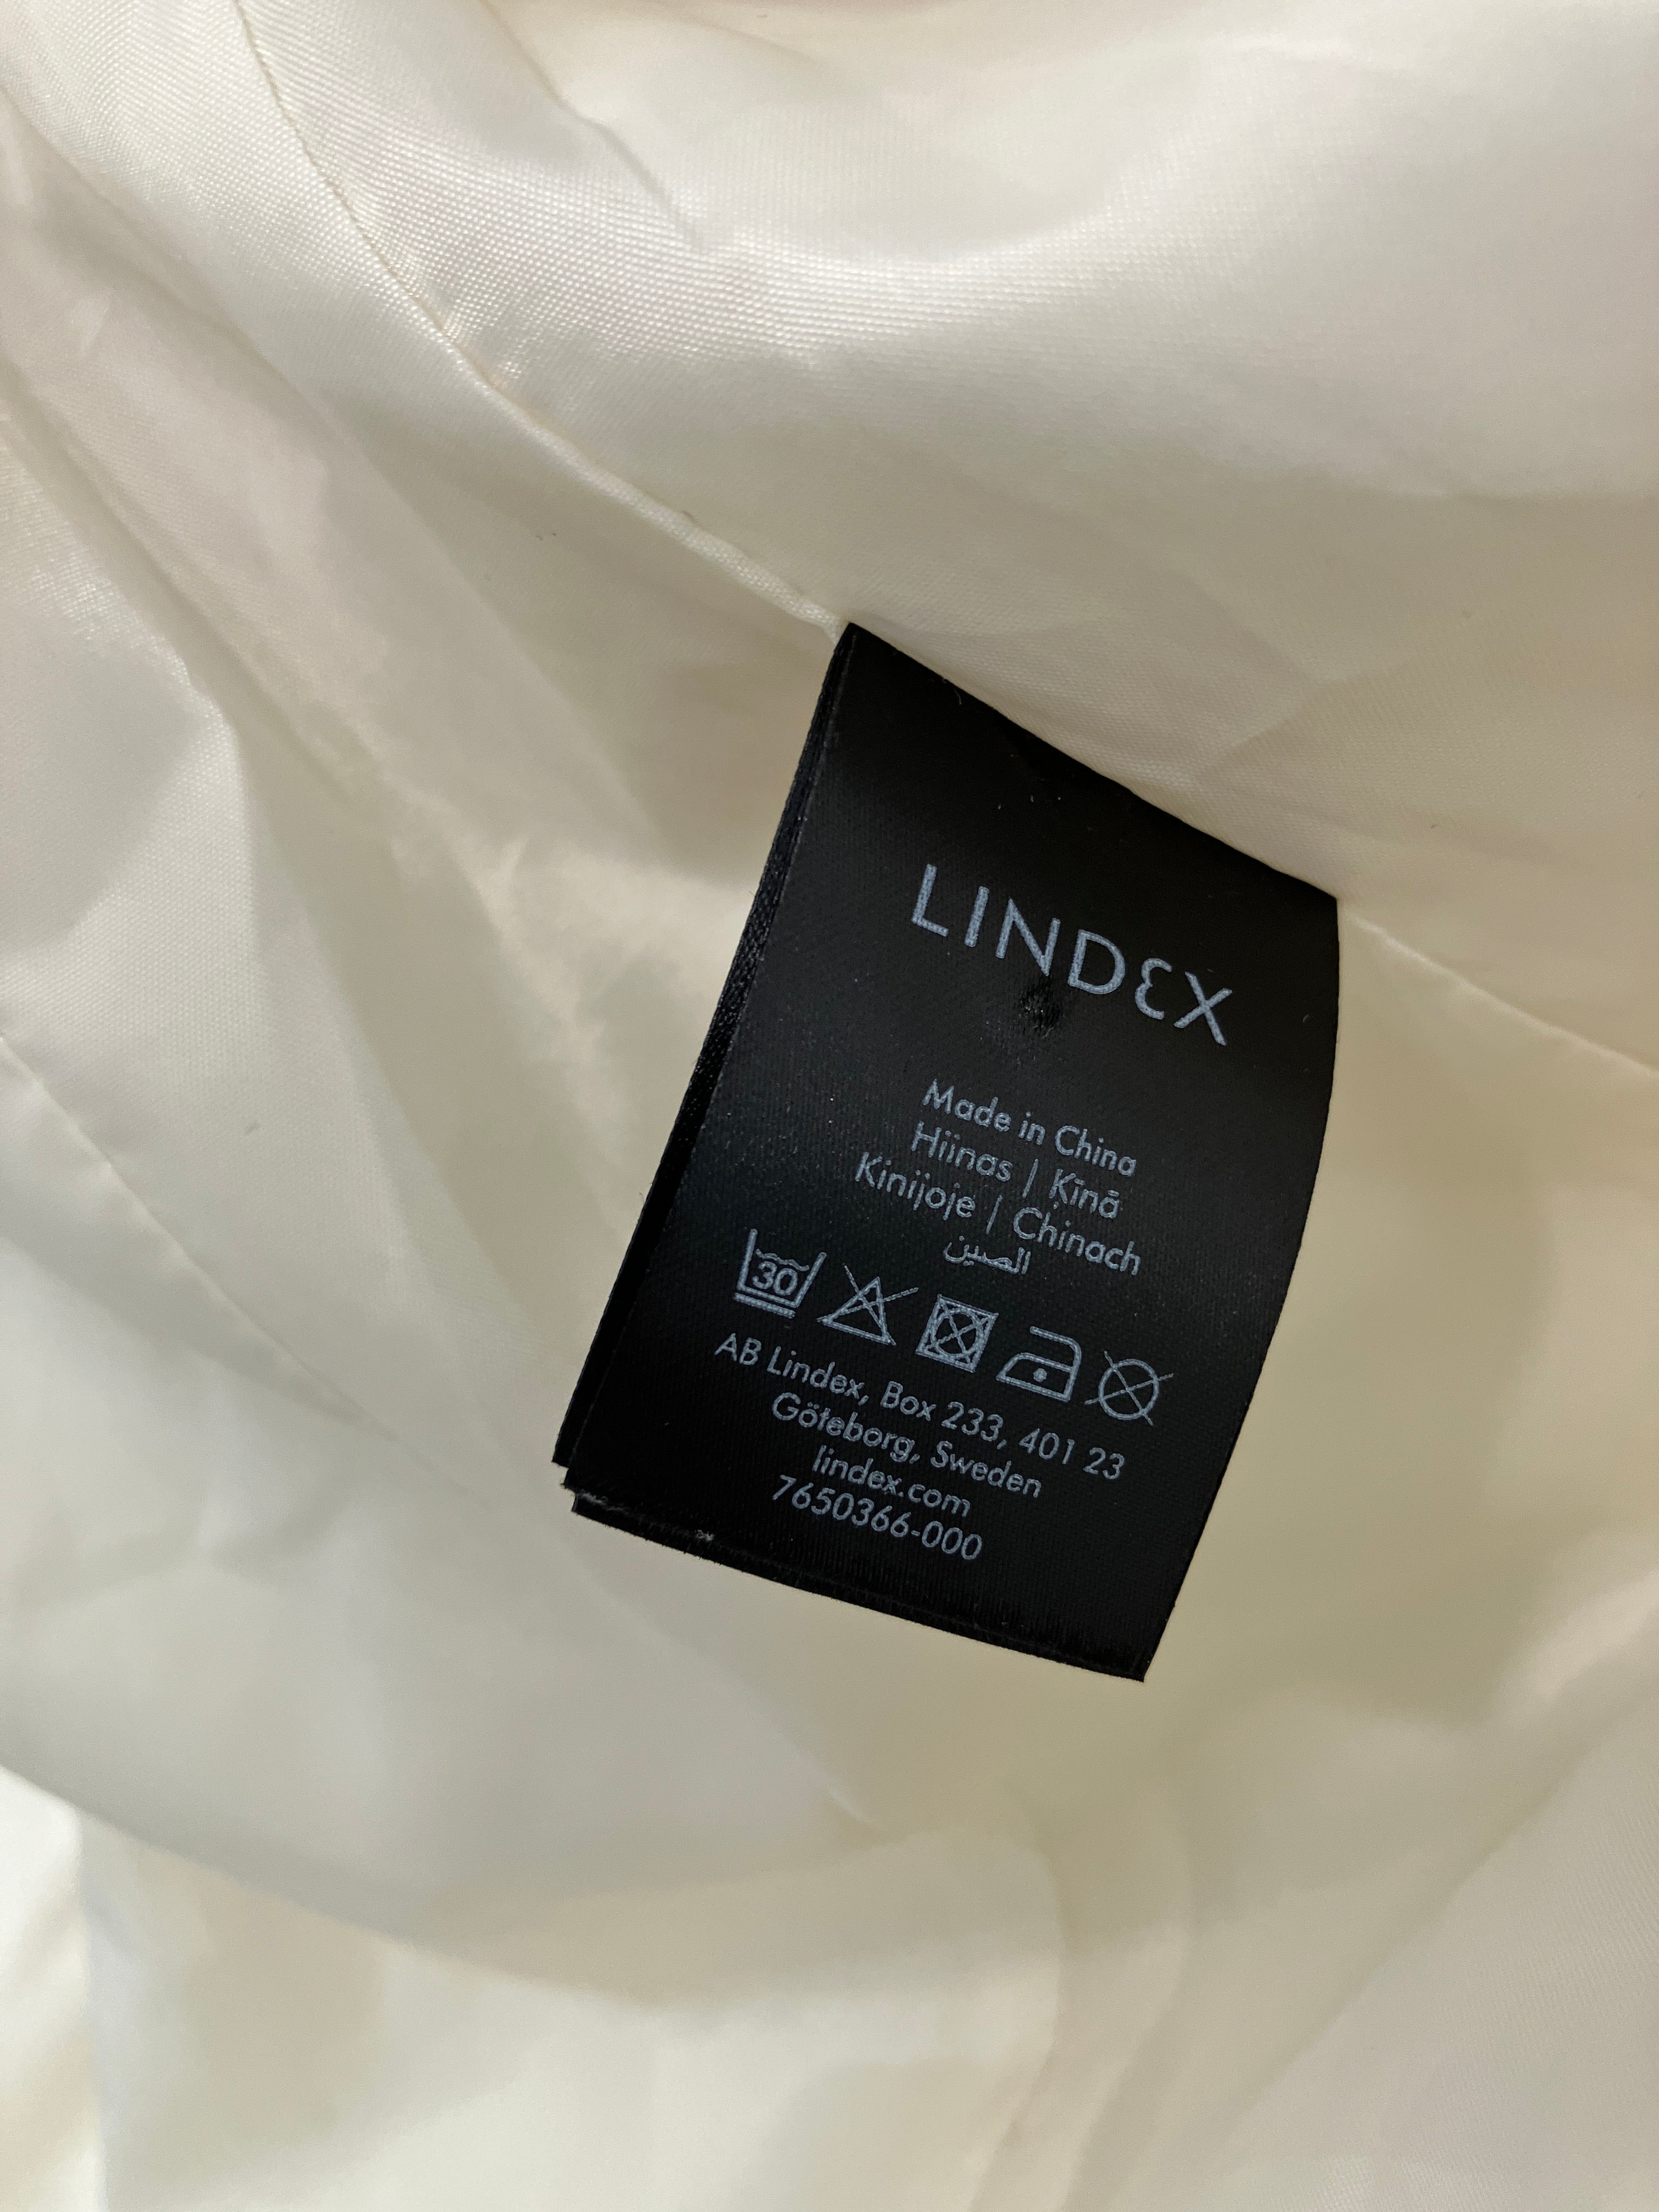 LINDEX
Made in China
Hiinas | Ķīnā
Kinijoje | Chinach
الصين
30
AB Lindex, Box 233, 401 23
Göteborg, Sweden
lindex.com
7650366-000